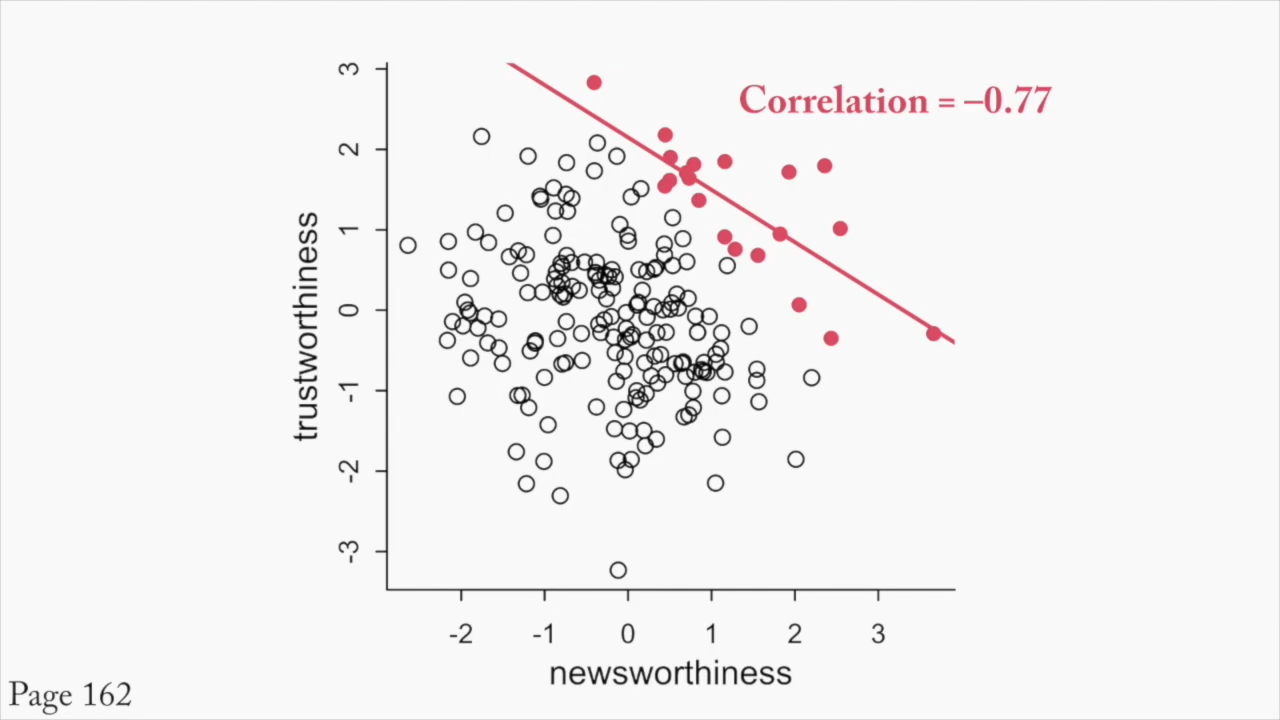 Correlation = –0.77
trustworthiness
3
2
1
0
-1
-2
-3
-2 -1 0 1 2 3
newsworthiness
Page 162